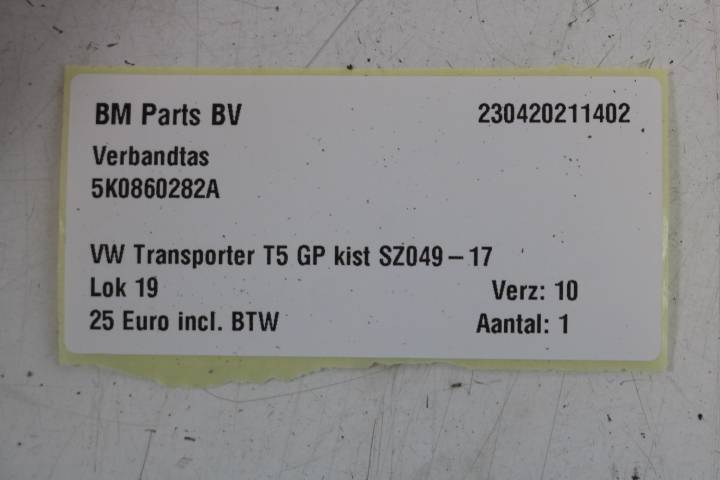 BM Parts BV 230420211402
Verbandtas
5K0860282A
VW Transporter T5 GP kist SZ049-17
Lok 19 Verz: 10
25 Euro incl. BTW Aantal: 1